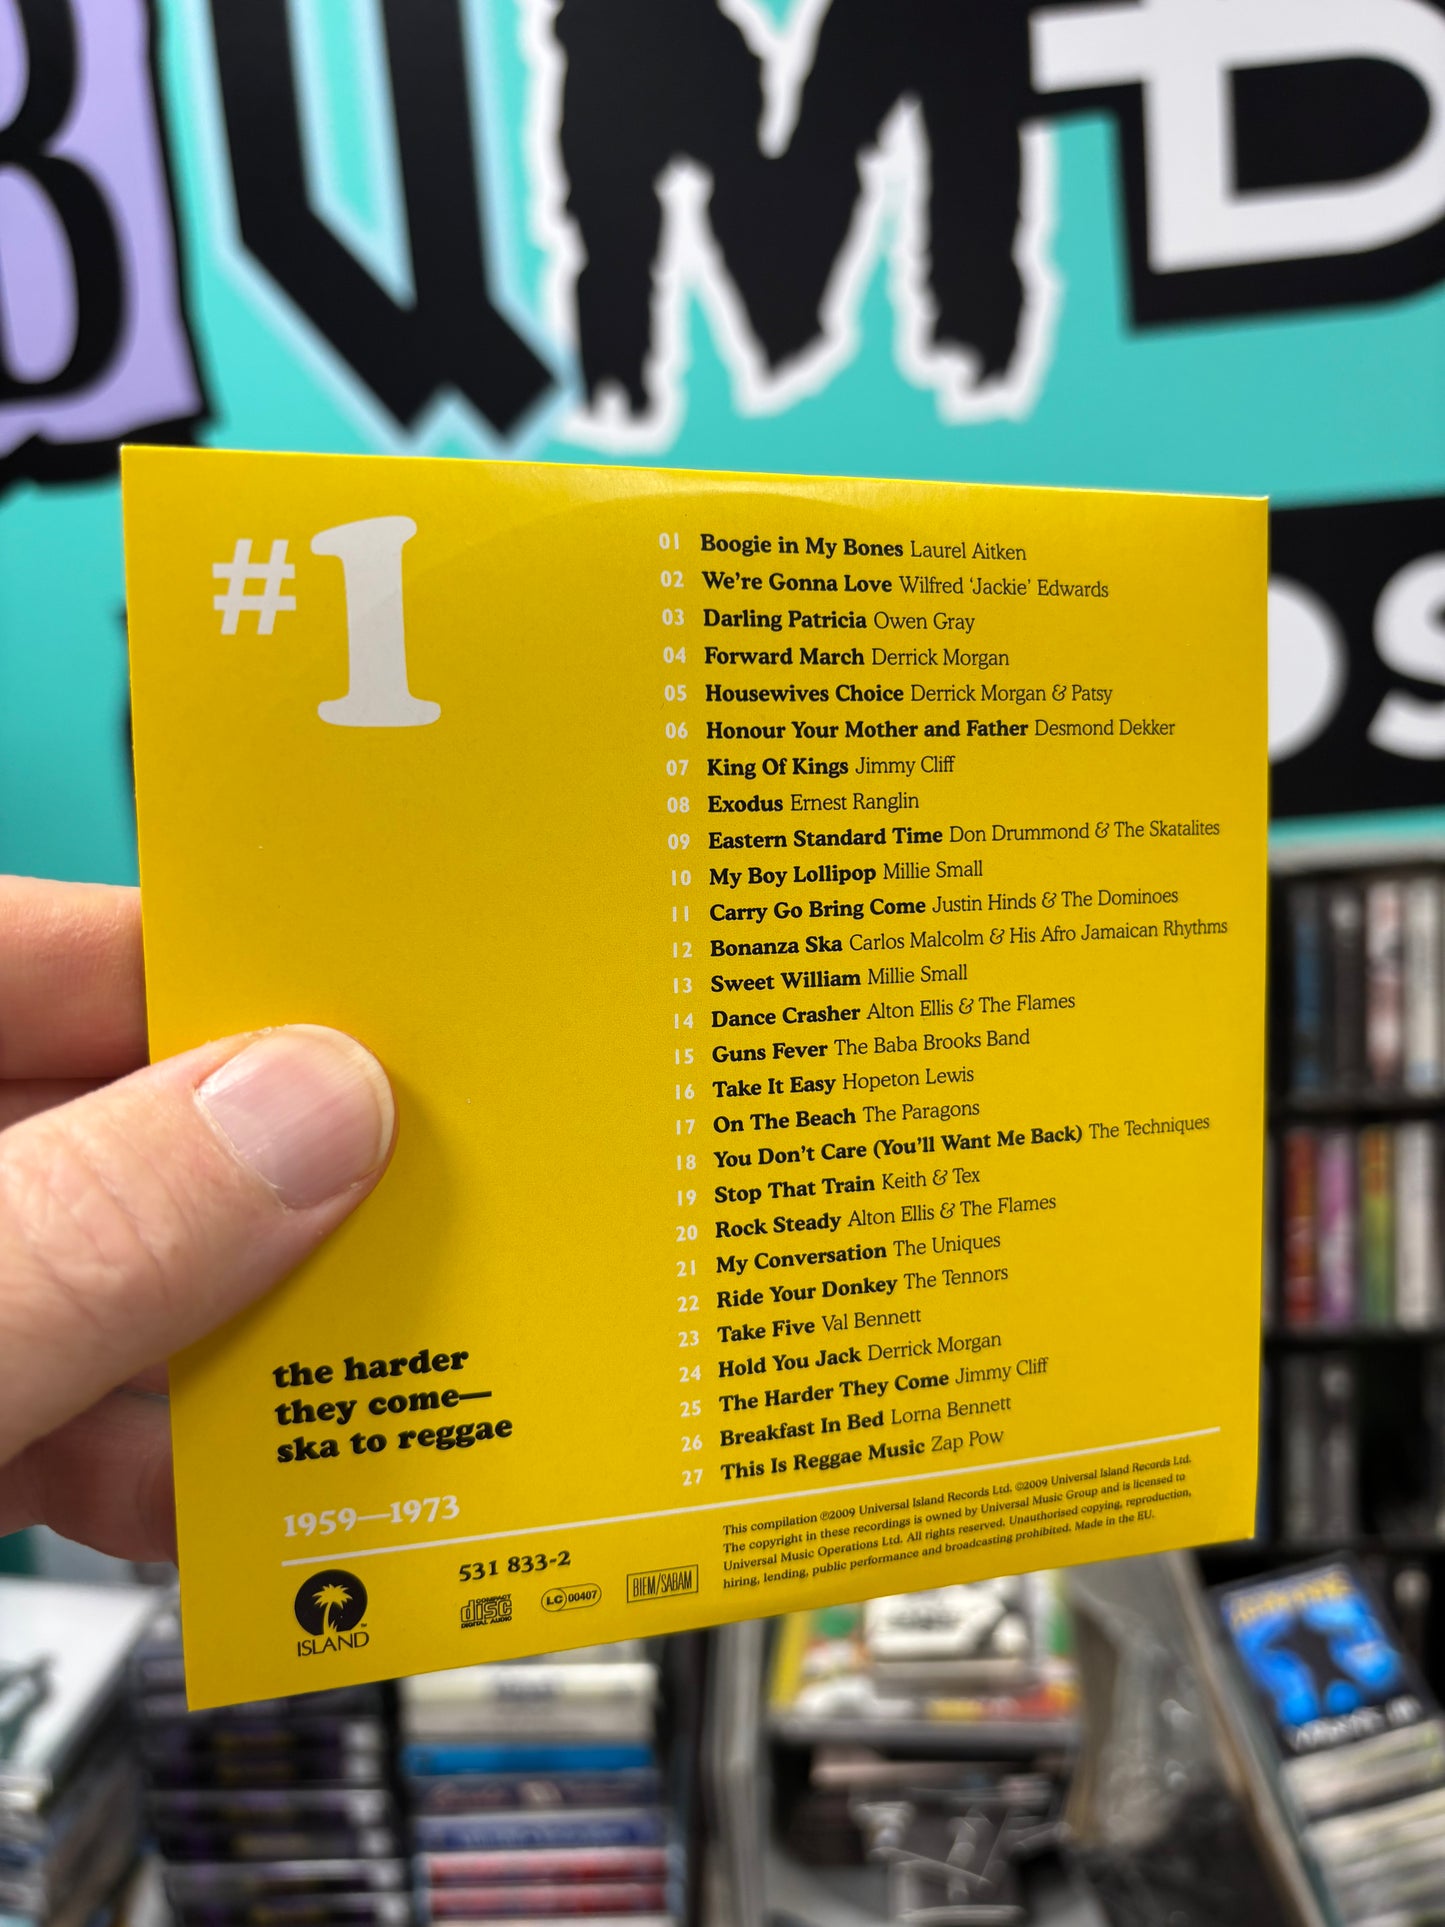 #1
01 Boogie in My Bones Laurel Aitken
02 We're Gonna Love Wilfred 'Jackie' Edwards
03 Darling Patricia Owen Gray
04 Forward March Derrick Morgan
05 Housewives Choice Derrick Morgan & Patsy
06 Honour Your Mother and Father Desmond Dekker
07 King Of Kings Jimmy Cliff
08 Exodus Ernest Ranglin
09 Eastern Standard Time Don Drummond & The Skatalites
10 My Boy Lollipop Millie Small
11 Carry Go Bring Come Justin Hinds & The Dominoes
12 Bonanza Ska Carlos Malcolm & His Afro Jamaican Rhythms
13 Sweet William Millie Small
14 Dance Crasher Alton Ellis & The Flames
15 Guns Fever The Baba Brooks Band
16 Take It Easy Hopeton Lewis
17 On The Beach The Paragons
18 You Don't Care (You'll Want Me Back) The Techniques
19 Stop That Train Keith & Tex
20 Rock Steady Alton Ellis & The Flames
21 My Conversation The Uniques
22 Ride Your Donkey The Tennors
23 Take Five Val Bennett
24 Hold You Jack Derrick Morgan
25 The Harder They Come Jimmy Cliff
26 Breakfast In Bed Lorna Bennett
27 This Is Reggae Music Zap Pow
the harder
they come—
ska to reggae
1959—1973
ISLAND
531 833-2
COMPACT
disc
DIGITAL AUDIO
LC 00407
BIEM/SABAM
This compilation ℗2009 Universal Island Records Ltd. ©2009 Universal Island Records Ltd.
The copyright in these recordings is owned by Universal Music Group and is licensed to
Universal Music Operations Ltd. All rights reserved. Unauthorised copying, reproduction,
hiring, lending, public performance and broadcasting prohibited. Made in the EU.